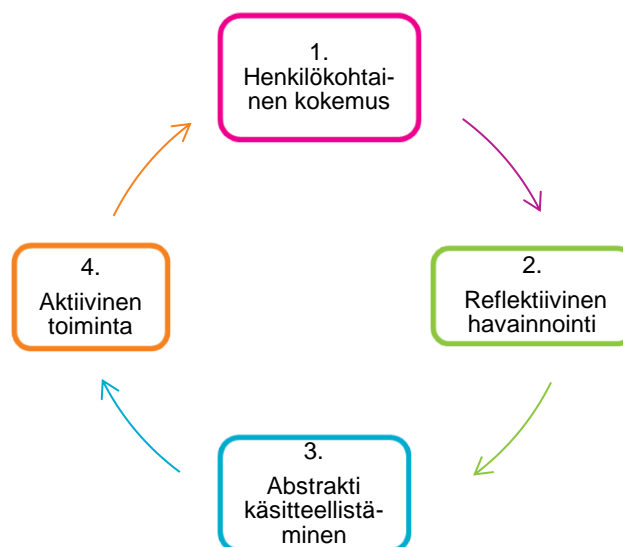 1.
Henkilökohtai-
nen kokemus
2.
Reflektiivinen
havainnointi
3.
Abstrakti
käsitteellistä-
minen
4.
Aktiivinen
toiminta